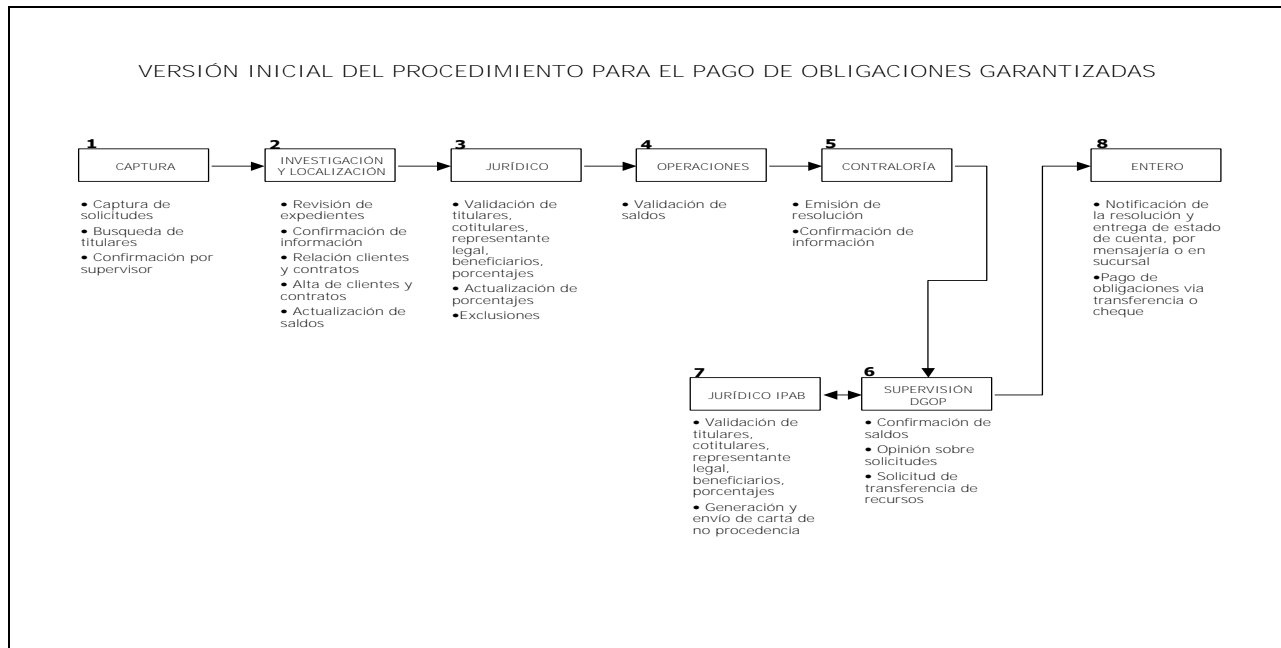 VERSIÓN INICIAL DEL PROCEDIMIENTO PARA EL PAGO DE OBLIGACIONES GARANTIZADAS
1
CAPTURA
• Captura de
solicitudes
• Busqueda de
titulares
• Confirmación por
supervisor
2
INVESTIGACIÓN
Y LOCALIZACIÓN
• Revisión de
expedientes
• Confirmación de
información
• Relación clientes
y contratos
• Alta de clientes y
contratos
• Actualización de
saldos
3
JURÍDICO
• Validación de
titulares,
cotitulares,
representante
legal,
beneficiarios,
porcentajes
• Actualización de
porcentajes
•Exclusiones
4
OPERACIONES
• Validación de
saldos
5
CONTRALORÍA
• Emisión de
resolución
•Confirmación de
información
6
SUPERVISIÓN
DGOP
• Confirmación de
saldos
• Opinión sobre
solicitudes
• Solicitud de
transferencia de
recursos
7
JURÍDICO IPAB
• Validación de
titulares,
cotitulares,
representante
legal,
beneficiarios,
porcentajes
• Generación y
envío de carta de
no procedencia
8
ENTERO
• Notificación de
la resolución y
entrega de estado
de cuenta, por
mensajería o en
sucursal
•Pago de
obligaciones via
transferencia o
cheque